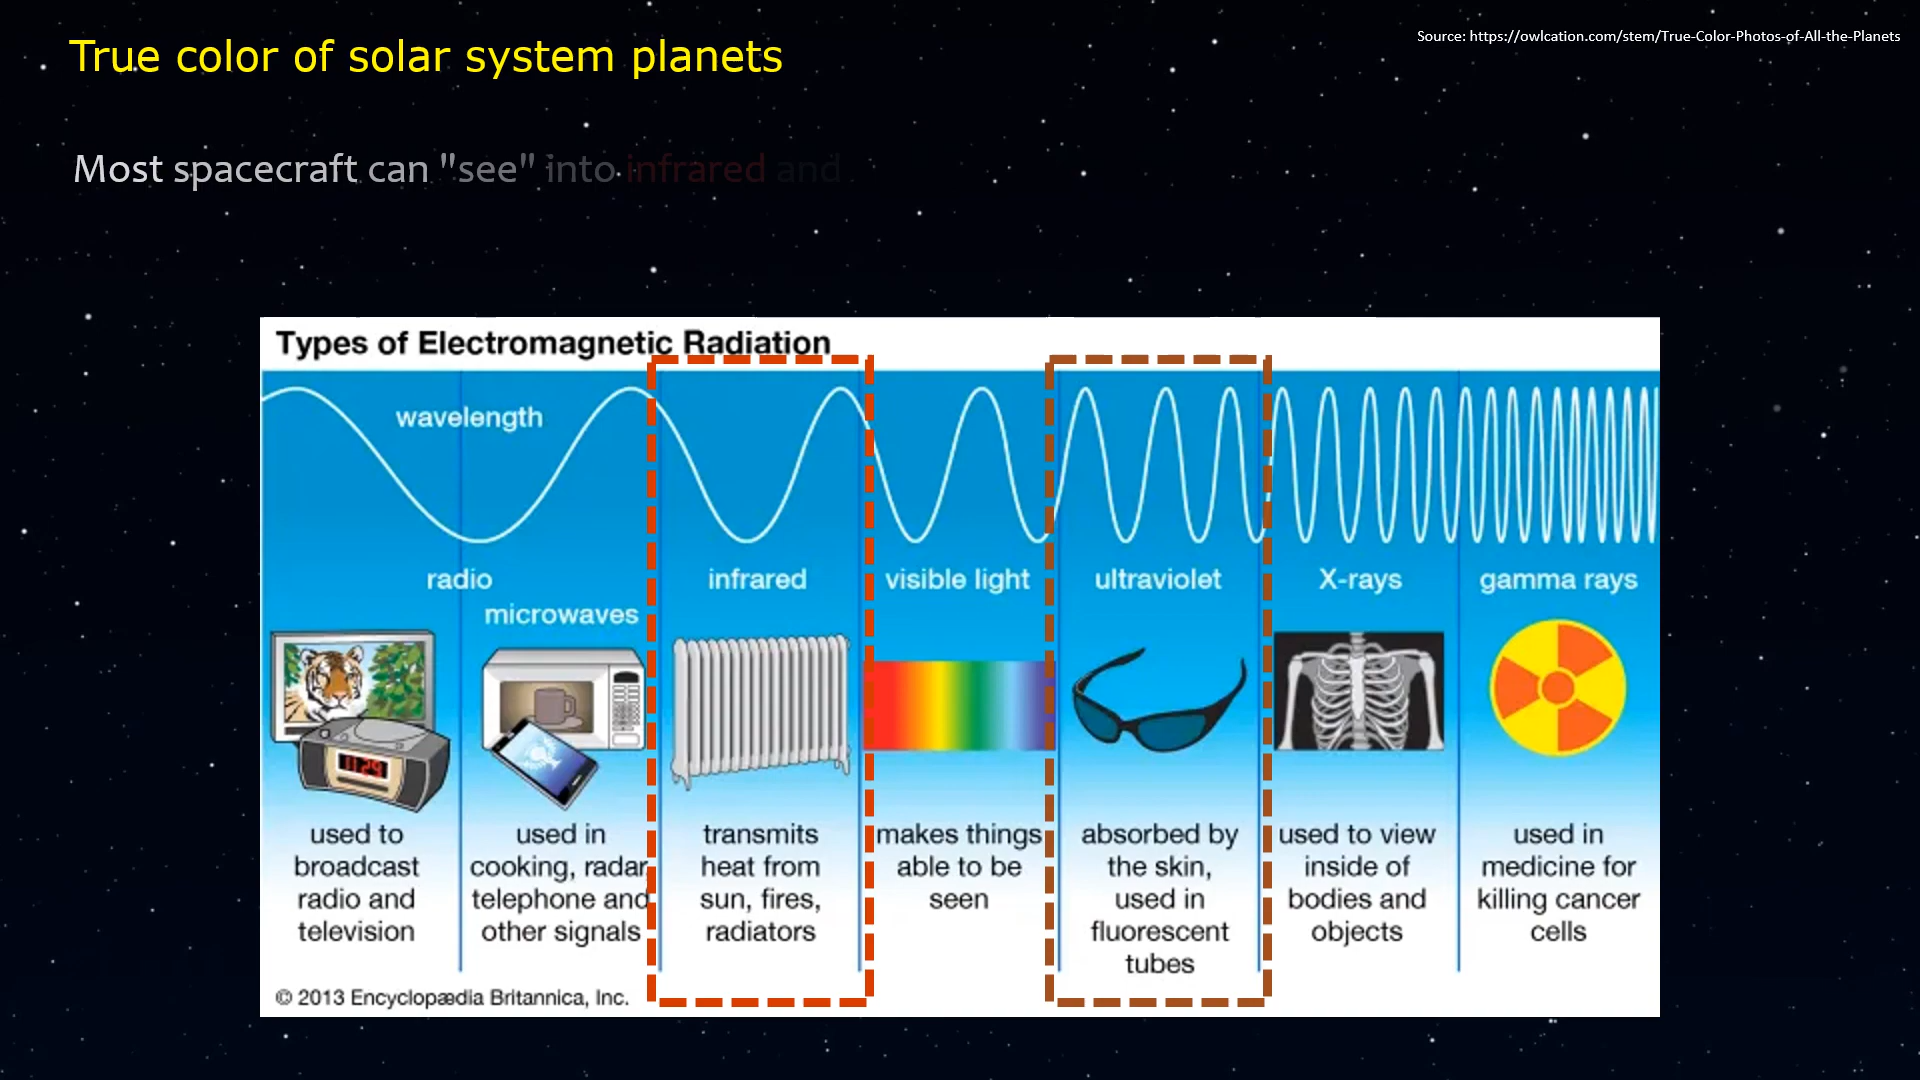 True color of solar system planets
Source: https://owlcation.com/stem/True-Color-Photos-of-All-the-Planets
Most spacecraft can "see" into infrared and
Types of Electromagnetic Radiation
wavelength
radio
microwaves
infrared
visible light
ultraviolet
X-rays
gamma rays
11:29
used to
broadcast
radio and
television
used in
cooking, radar,
telephone and
other signals
transmits
heat from
sun, fires,
radiators
makes things
able to be
seen
absorbed by
the skin,
used in
fluorescent
tubes
used to view
inside of
bodies and
objects
used in
medicine for
killing cancer
cells
© 2013 Encyclopædia Britannica, Inc.